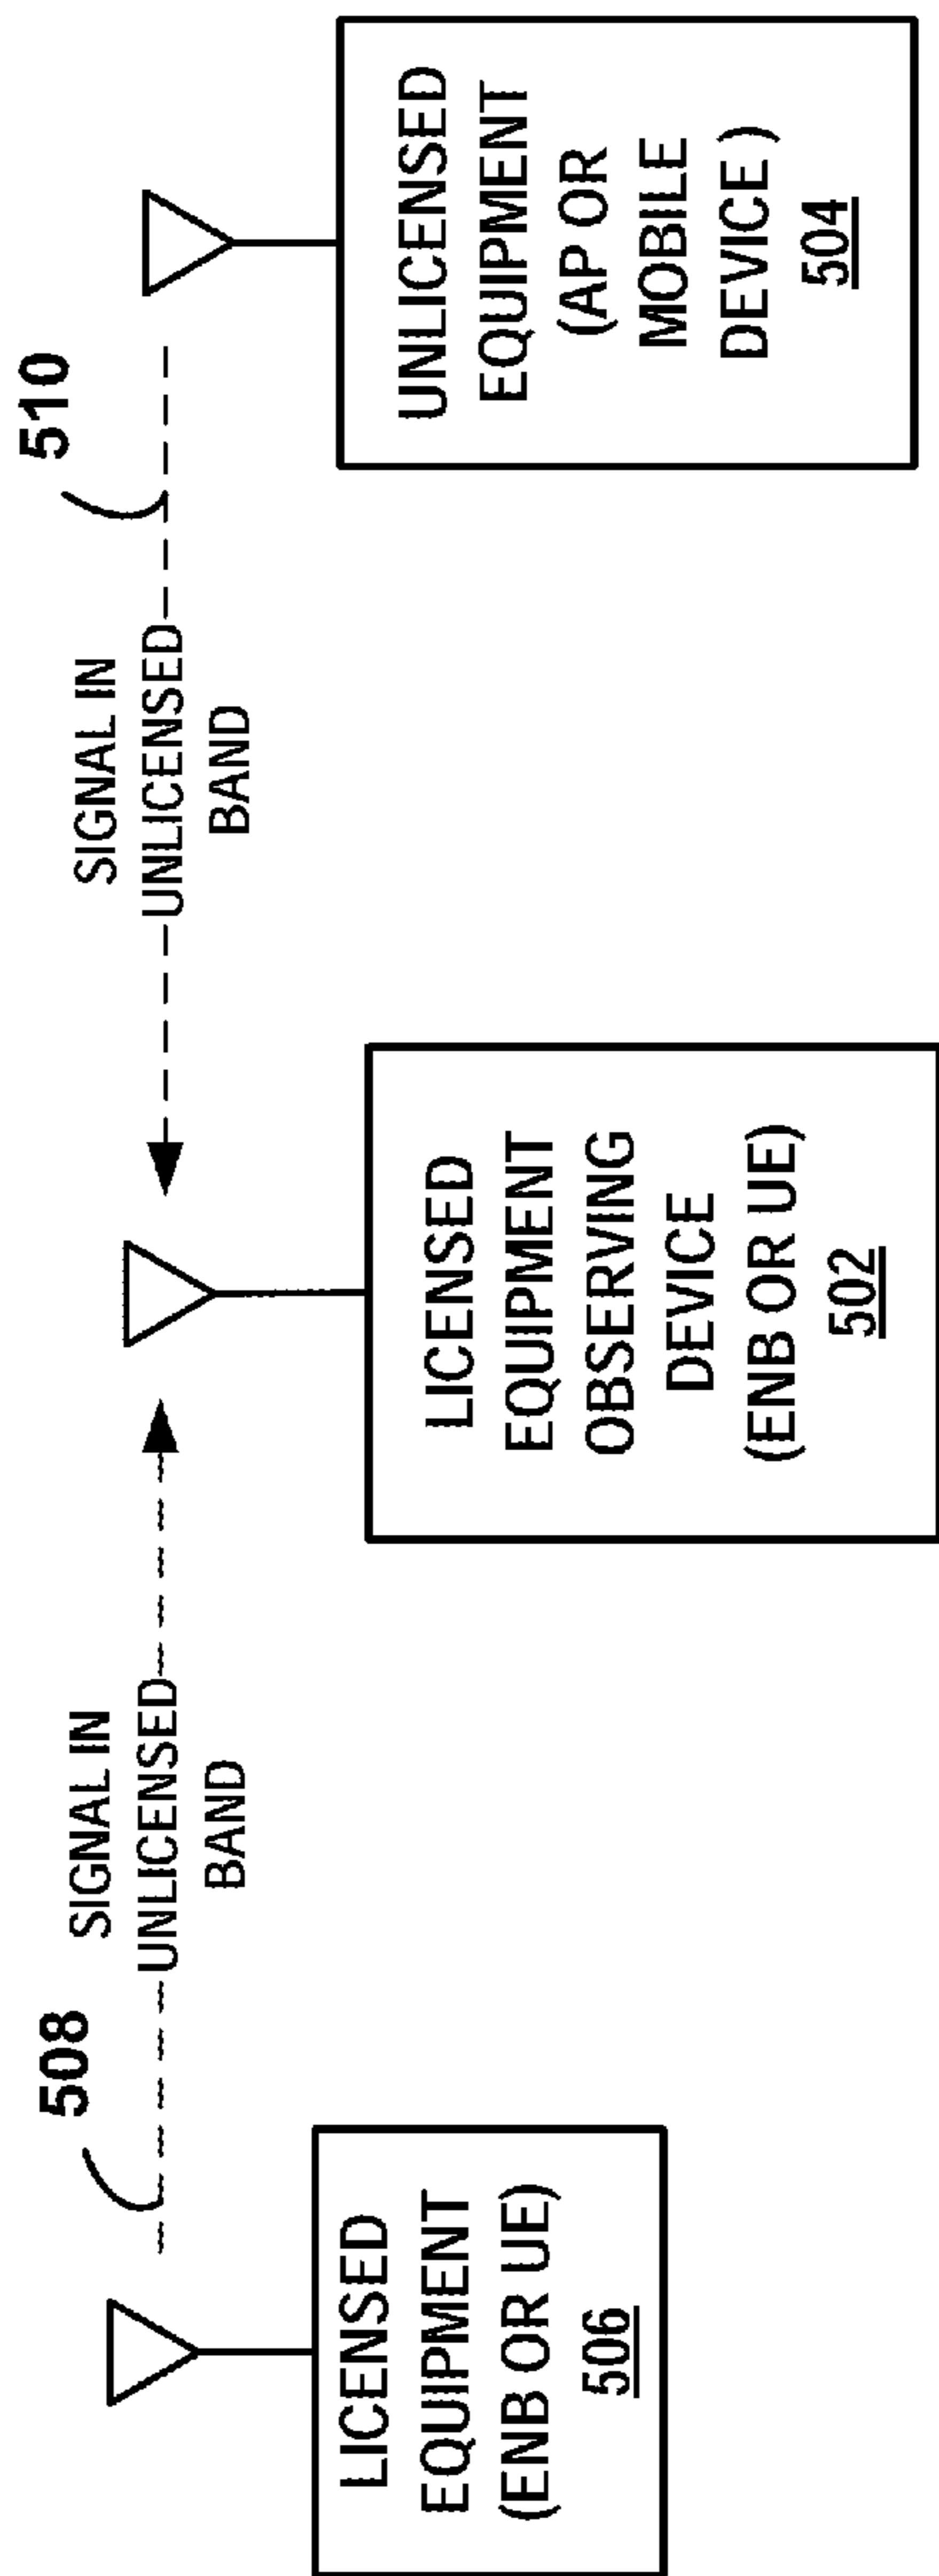 508
SIGNAL IN
UNLICENSED
BAND
510
SIGNAL IN
UNLICENSED
BAND
LICENSED
EQUIPMENT
(ENB OR UE)
506
LICENSED
EQUIPMENT
OBSERVING
DEVICE
(ENB OR UE)
502
UNLICENSED
EQUIPMENT
(AP OR
MOBILE
DEVICE )
504